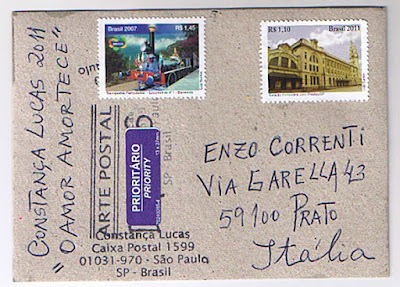 Brasil 2007
R$ 1,45
R$ 1,10
Brasil 2011
CONSTANÇA LUCAS 2011
"O AMOR AMORTECE"
ARTE POSTAL
PRIORITÁRIO
PRIORITY
Constança Lucas
Caixa Postal 1599
01031-970 - São Paulo
SP - Brasil
ENZO CORRENTI
VIA GARELLA 43
59100 PRATO
Itália